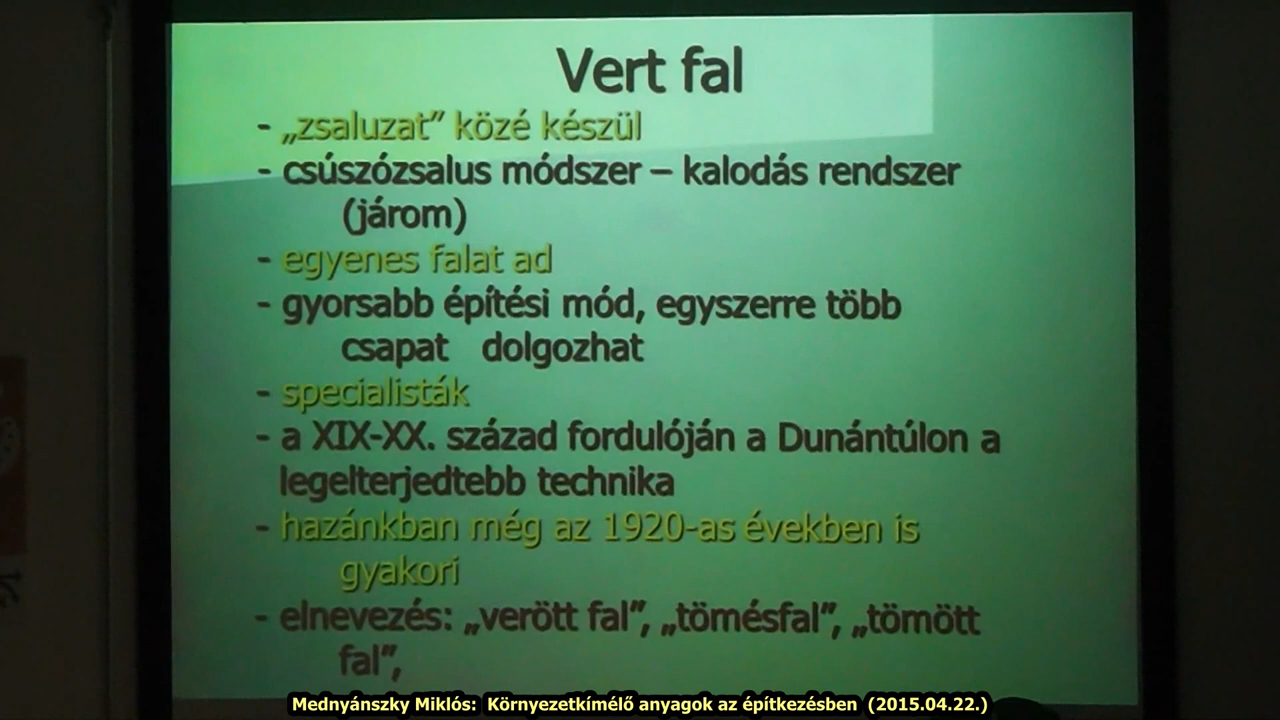 Vert fal
- „zsaluzat” közé készül
- csúszózsalus módszer – kalodás rendszer
(járom)
- egyenes falat ad
- gyorsabb építési mód, egyszerre több
csapat dolgozhat
- specialisták
- a XIX-XX. század fordulóján a Dunántúlon a
legelterjedtebb technika
- hazánkban még az 1920-as években is
gyakori
- elnevezés: „verött fal”, „tömésfal”, „tömött
fal”,
Mednyánszky Miklós: Környezetkímélő anyagok az építkezésben (2015.04.22.)